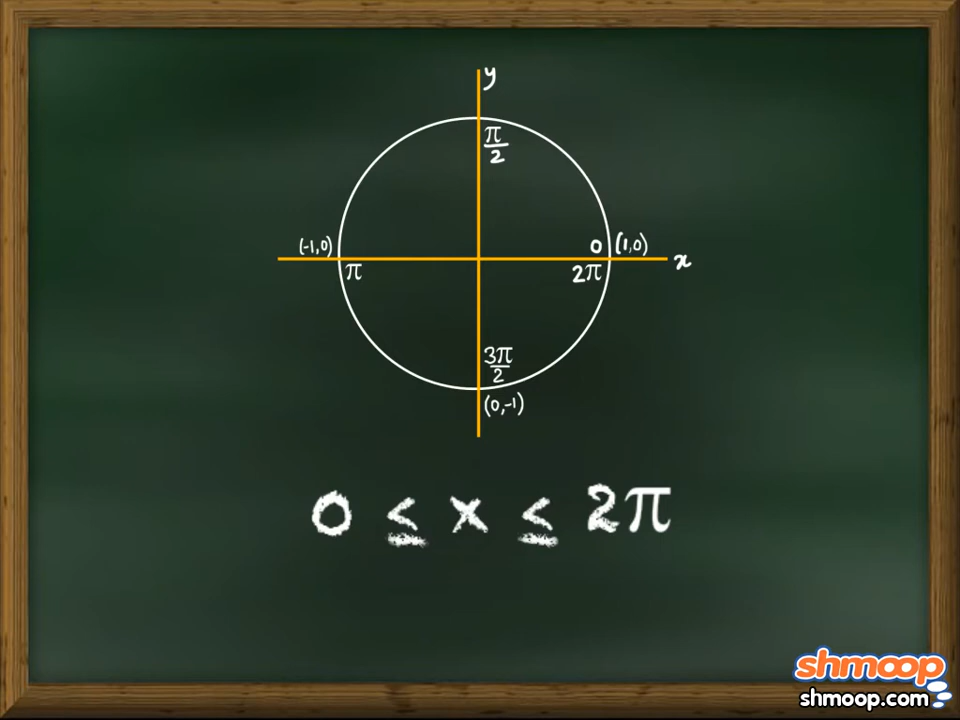 y
π/2
(-1,0)
0 (1,0)
x
π
2π
3π/2
(0,-1)
0 ≤ x ≤ 2π
shmoop
shmoop.com